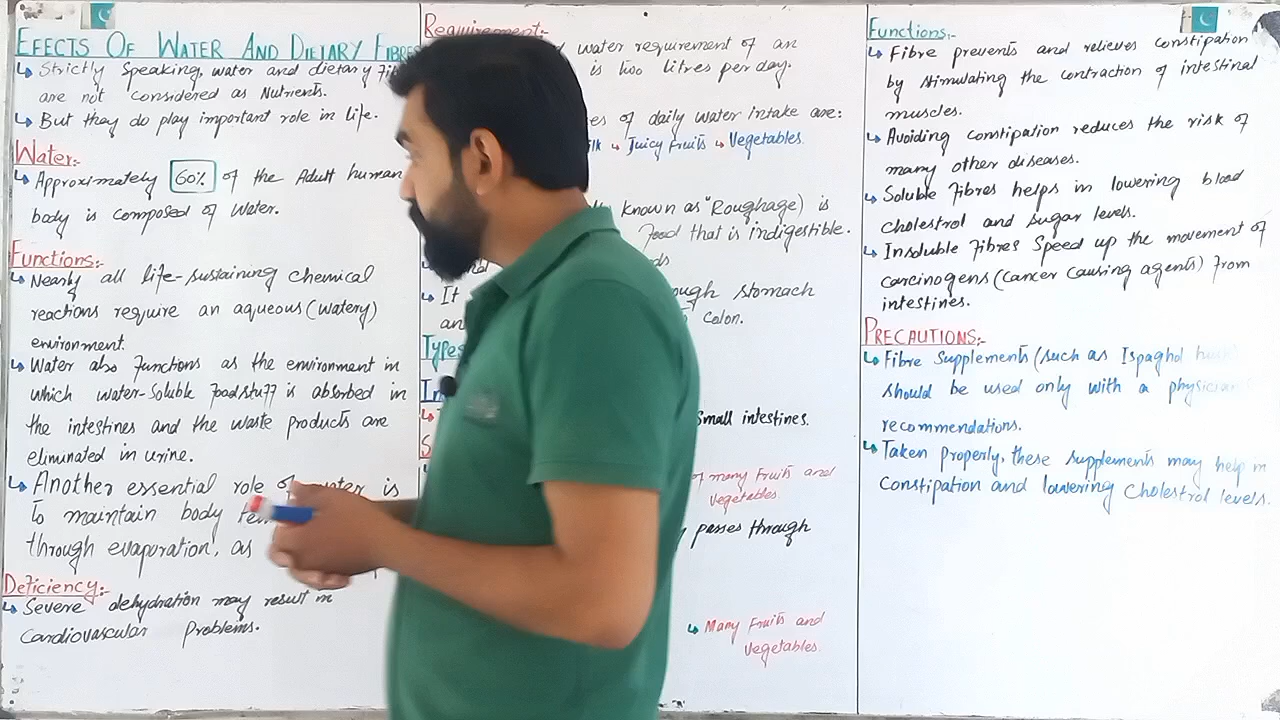 EFECTS OF WATER AND DIETARY FIBRES
↳ Strictly speaking, water and dietary
are not considered as Nutrients.
↳ But they do play important role in life.
Water:-
↳ Approximately 60% of the Adult human
body is composed of water.
Functions:-
↳ Nearly all life-sustaining chemical
reactions require an aqueous (watery)
environment.
↳ Water also functions as the environment in
which water-soluble foodstuff is absorbed in
the intestines and the waste products are
eliminated in urine.
↳ Another essential role of water is
to maintain body
through evaporation, as
Deficiency:-
↳ Severe dehydration may result in
cardiovascular problems.
Requirement:-
water requirement of an
is two litres per day.
of daily water intake are:
↳ Juicy fruits ↳ Vegetables
known as "Roughage) is
food that is indigestible.
↳ It
stomach
colon.
Types
small intestines.
of many fruits and
vegetables.
passes through
↳ Many fruits and
vegetables.
Functions:-
↳ Fibre prevents and relieves constipation
by stimulating the contraction of intestinal
muscles.
↳ Avoiding constipation reduces the risk of
many other diseases.
↳ Soluble fibres helps in lowering blood
cholestrol and sugar levels.
↳ Insoluble fibres speed up the movement of
carcinogens (cancer causing agents) from
intestines.
PRECAUTIONS:-
↳ Fibre supplements (such as Ispaghol
should be used only with a
recommendations.
↳ Taken properly, these supplements may help in
constipation and lowering cholestrol levels.